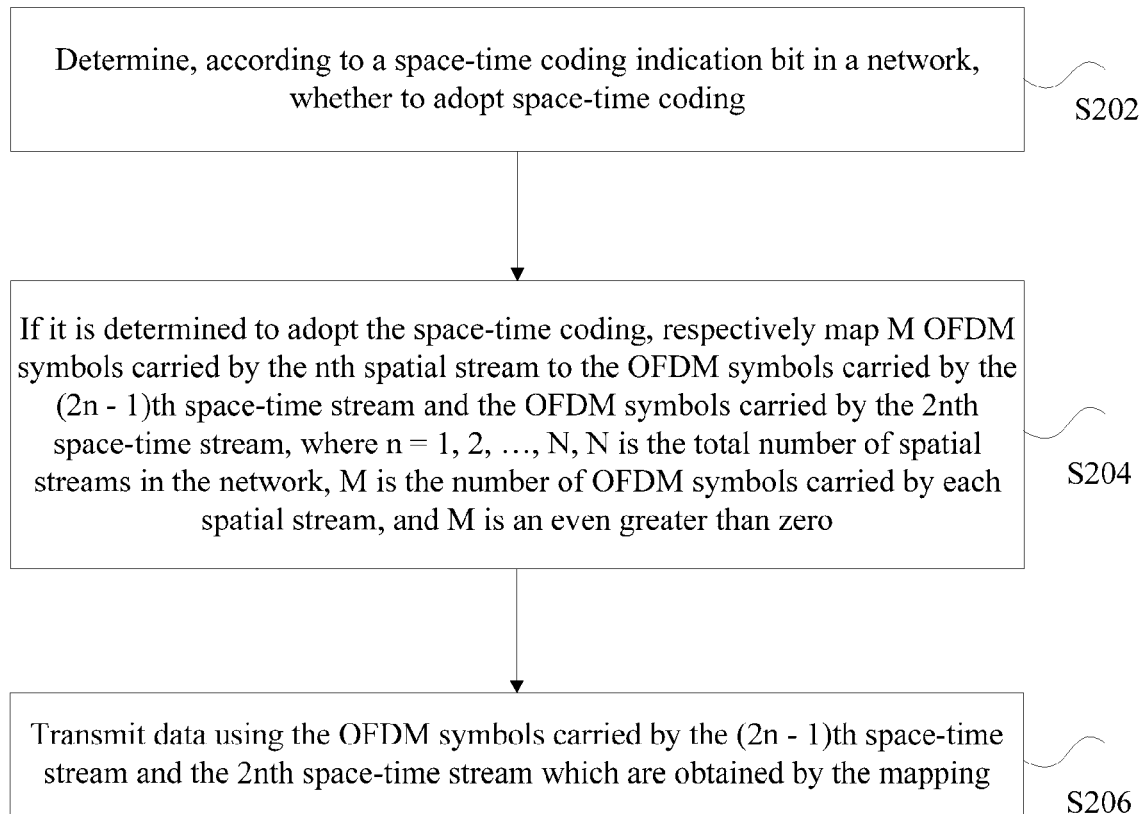 Determine, according to a space-time coding indication bit in a network,
whether to adopt space-time coding
S202
If it is determined to adopt the space-time coding, respectively map M OFDM
symbols carried by the nth spatial stream to the OFDM symbols carried by the
(2n - 1)th space-time stream and the OFDM symbols carried by the 2nth
space-time stream, where n = 1, 2, …, N, N is the total number of spatial
streams in the network, M is the number of OFDM symbols carried by each
spatial stream, and M is an even greater than zero
S204
Transmit data using the OFDM symbols carried by the (2n - 1)th space-time
stream and the 2nth space-time stream which are obtained by the mapping
S206